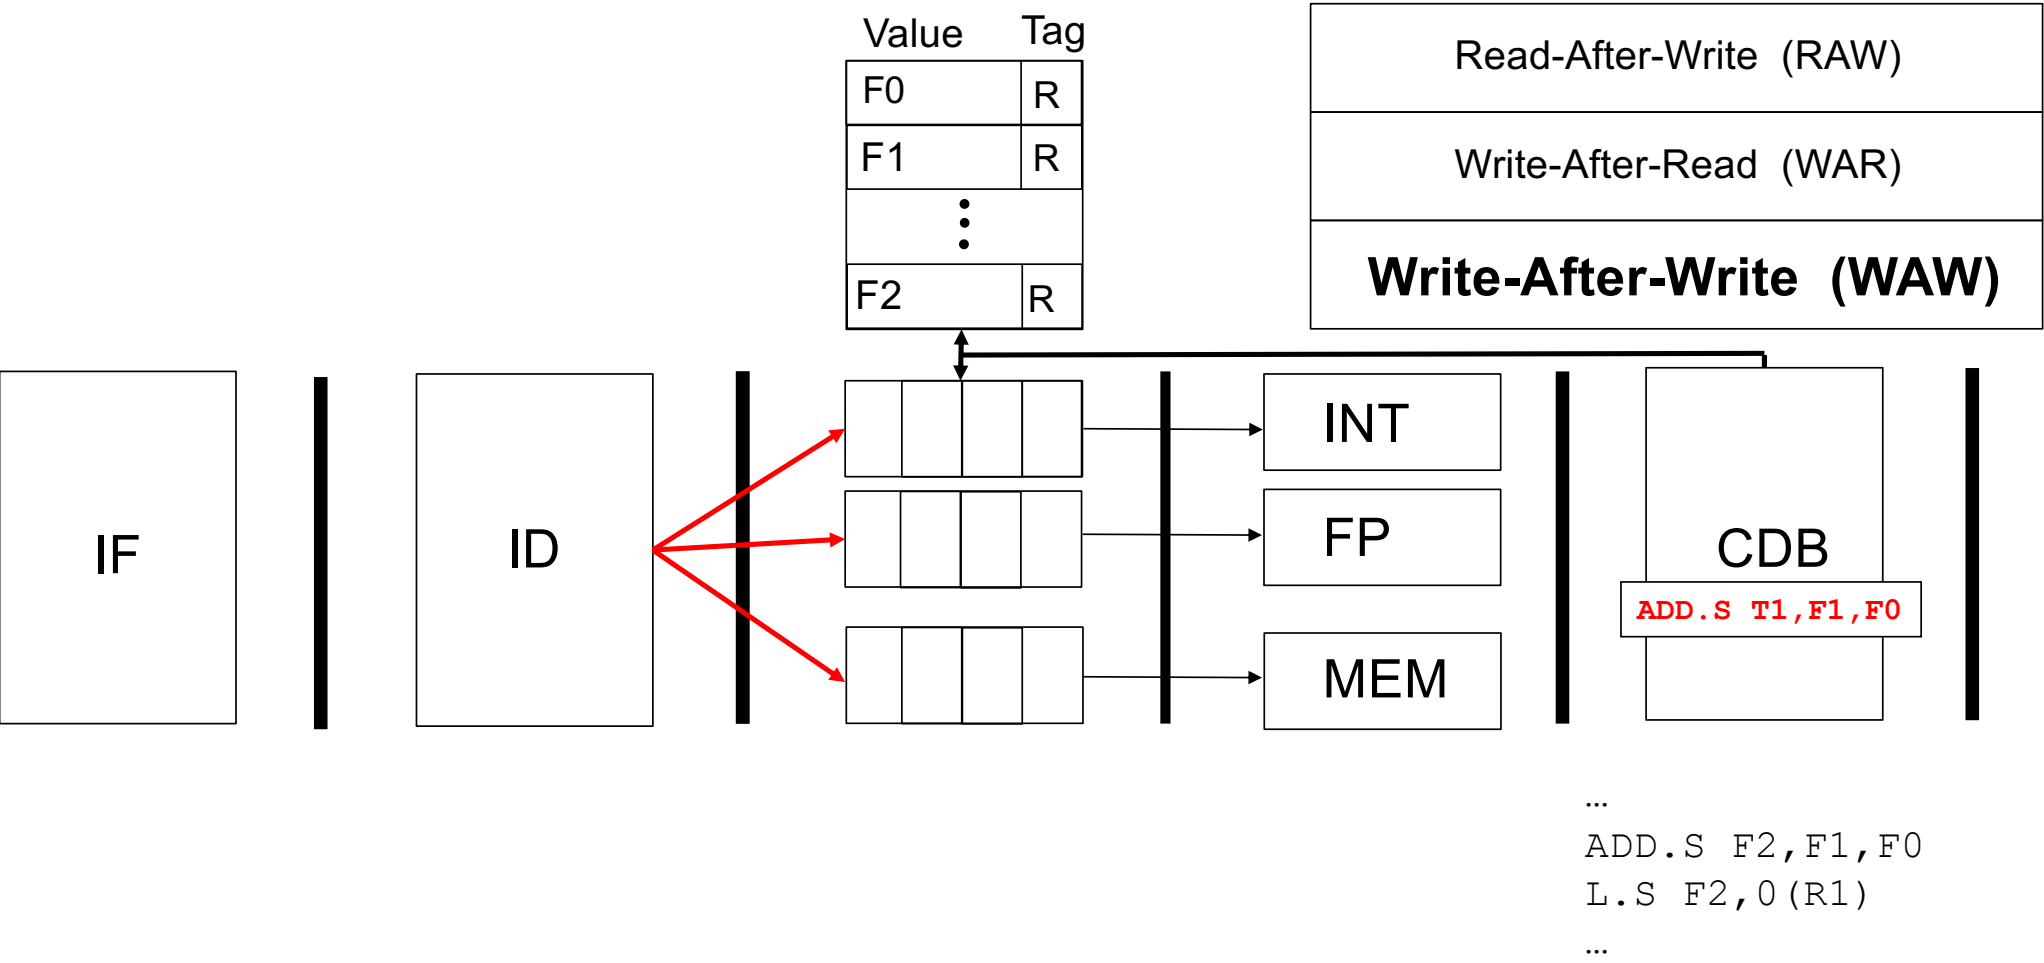 Value Tag
F0 R
F1 R
F2 R
Read-After-Write (RAW)
Write-After-Read (WAR)
Write-After-Write (WAW)
IF
ID
INT
FP
MEM
CDB
ADD.S T1,F1,F0
…
ADD.S F2,F1,F0
L.S F2,0(R1)
…